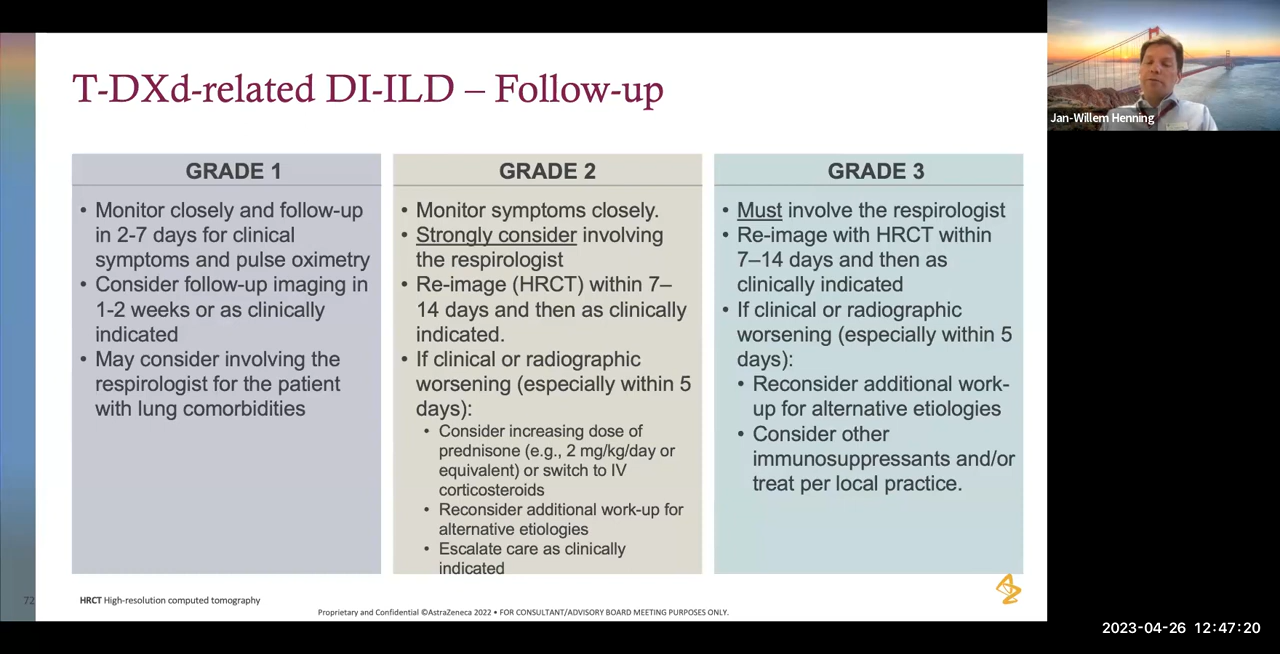 T-DXd-related DI-ILD – Follow-up
Jan-Willem Henning
GRADE 1
• Monitor closely and follow-up
in 2-7 days for clinical
symptoms and pulse oximetry
• Consider follow-up imaging in
1-2 weeks or as clinically
indicated
• May consider involving the
respirologist for the patient
with lung comorbidities
GRADE 2
• Monitor symptoms closely.
• Strongly consider involving
the respirologist
• Re-image (HRCT) within 7–
14 days and then as clinically
indicated.
• If clinical or radiographic
worsening (especially within 5
days):
• Consider increasing dose of
prednisone (e.g., 2 mg/kg/day or
equivalent) or switch to IV
corticosteroids
• Reconsider additional work-up for
alternative etiologies
• Escalate care as clinically
indicated
GRADE 3
• Must involve the respirologist
• Re-image with HRCT within
7–14 days and then as
clinically indicated
• If clinical or radiographic
worsening (especially within 5
days):
• Reconsider additional work-
up for alternative etiologies
• Consider other
immunosuppressants and/or
treat per local practice.
72
HRCT High-resolution computed tomography
Proprietary and Confidential ©AstraZeneca 2022 • FOR CONSULTANT/ADVISORY BOARD MEETING PURPOSES ONLY.
2023-04-26 12:47:20